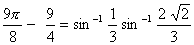 9π/8 − 9/4 = sin⁻¹ 1/3 sin⁻¹ 2√2/3